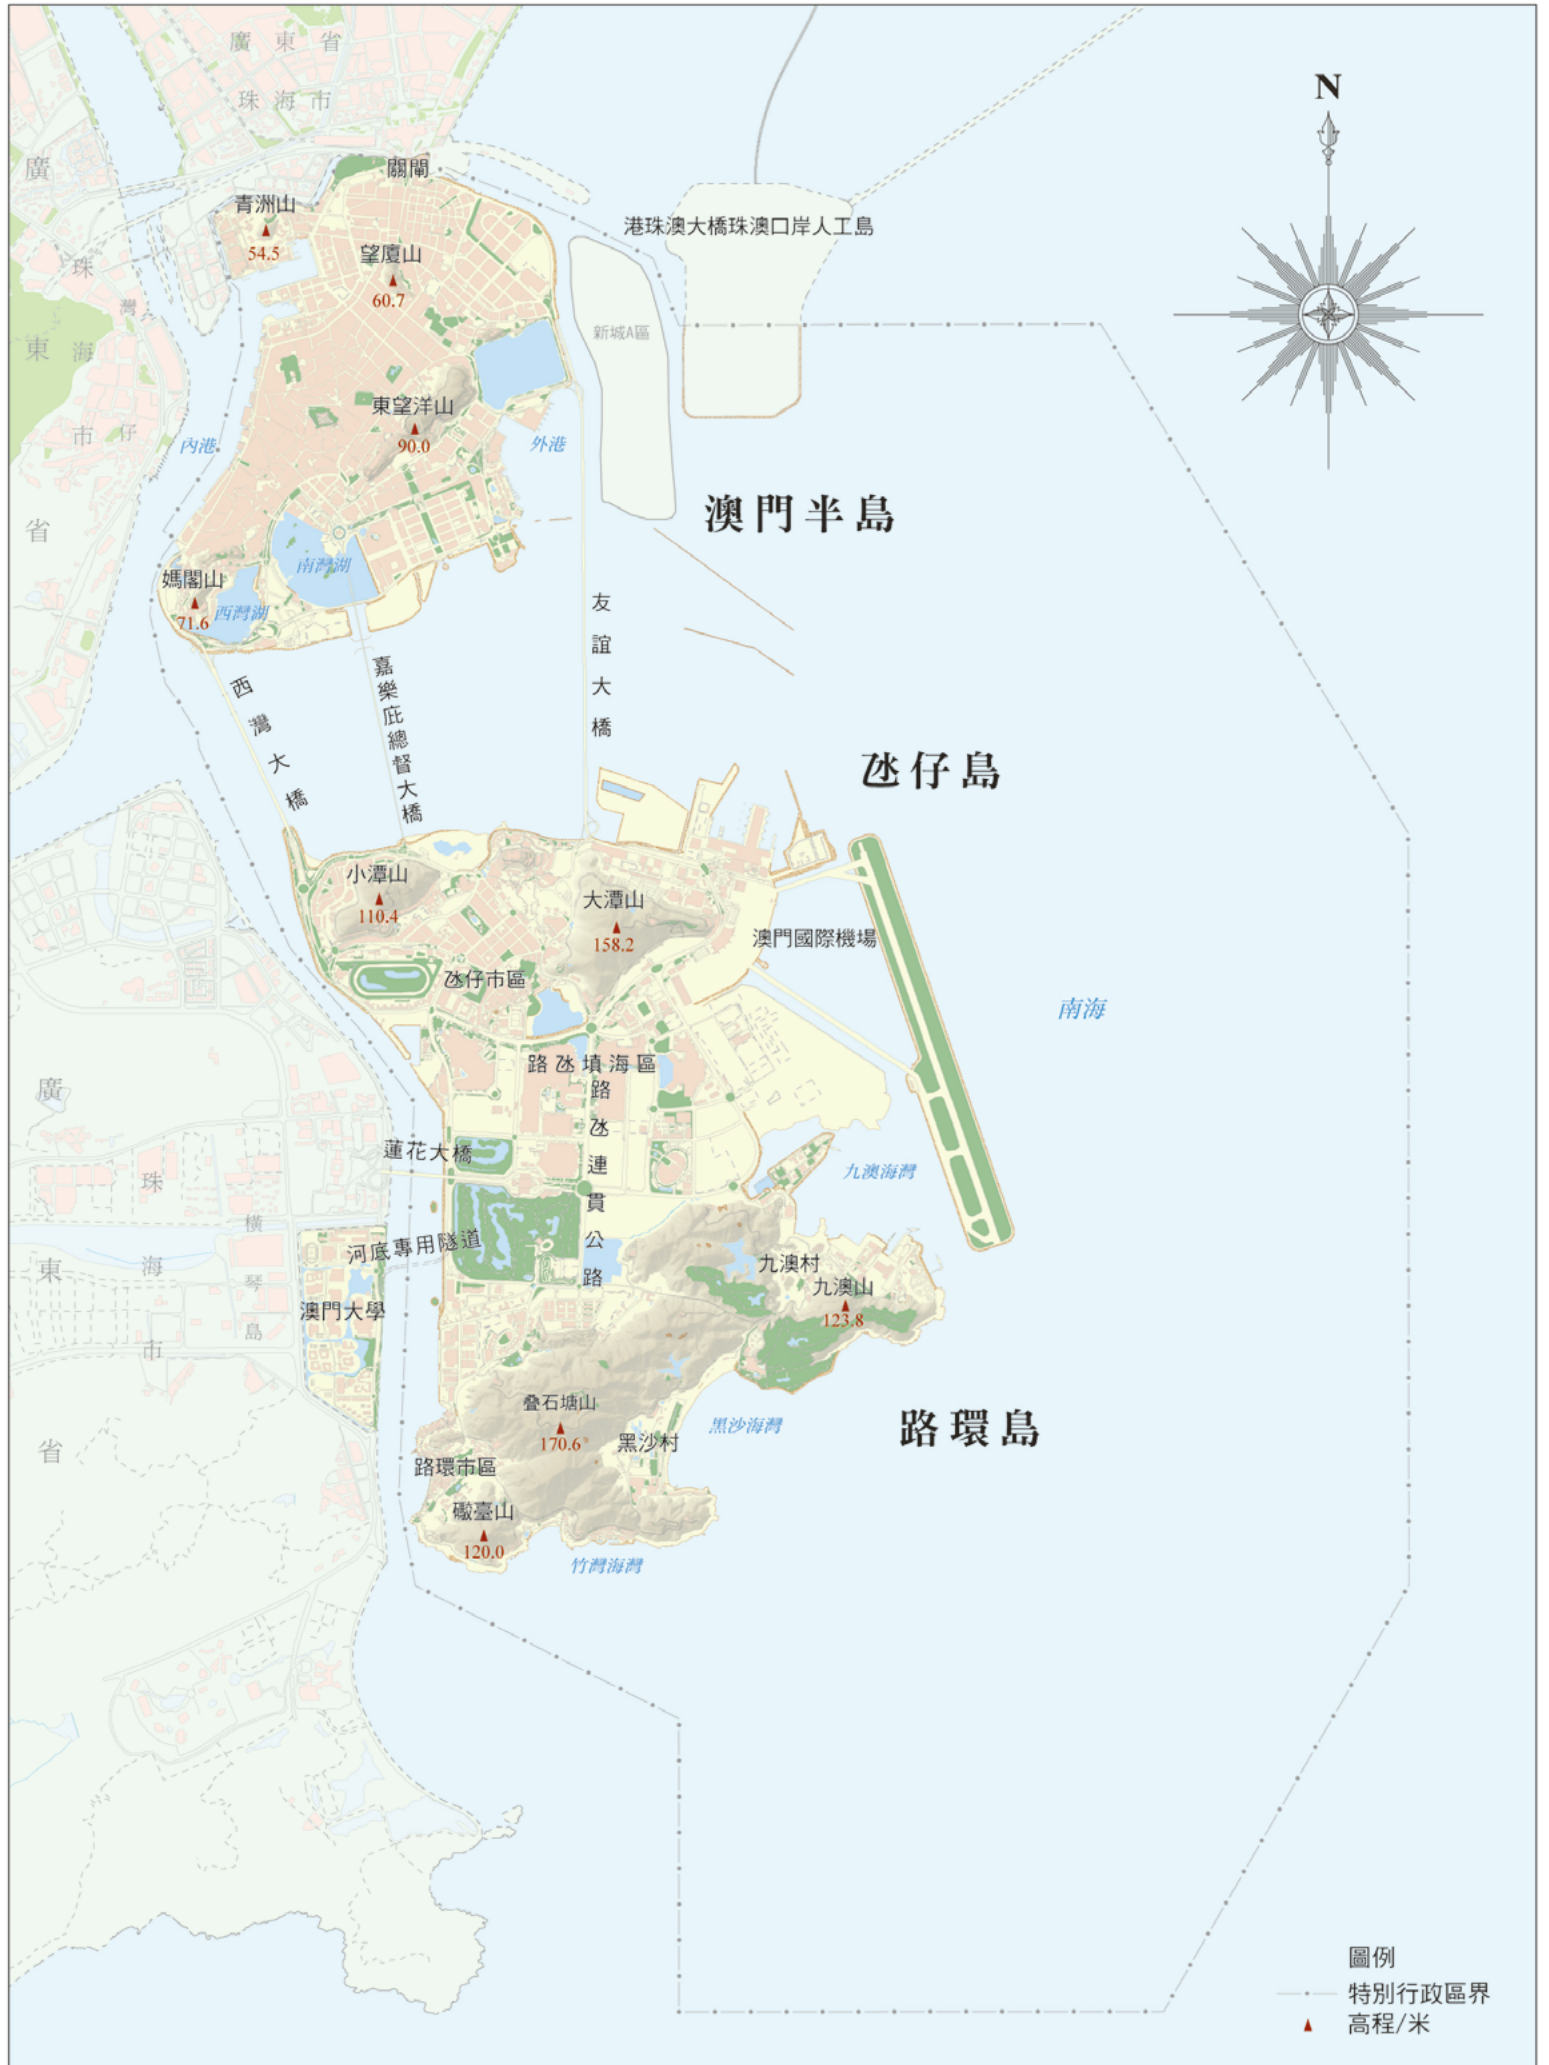 廣東省
珠海市
N
關閘
廣
青洲山
54.5
港珠澳大橋珠澳口岸人工島
望廈山
60.7
珠
灣
新城A區
東
海
東望洋山
90.0
市
仔
內港
外港
澳門半島
省
南灣湖
媽閣山
71.6
西灣湖
友誼大橋
嘉樂庇總督大橋
西灣大橋
氹仔島
小潭山
110.4
大潭山
158.2
澳門國際機場
氹仔市區
南海
路氹填海區
路氹連貫公路
廣
蓮花大橋
九澳海灣
珠
橫
河底專用隧道
東
海
琴
九澳村
九澳山
123.8
澳門大學
島
市
叠石塘山
170.6
黑沙海灣
路環島
黑沙村
省
路環市區
礮臺山
120.0
竹灣海灣
圖例
特別行政區界
高程/米